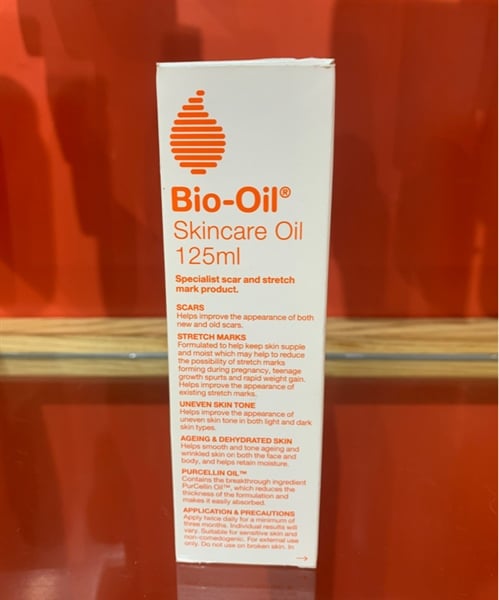 Bio-Oil®
Skincare Oil
125ml
Specialist scar and stretch
mark product.
SCARS
Helps improve the appearance of both
new and old scars.
STRETCH MARKS
Formulated to help keep skin supple
and moist which may help to reduce
the possibility of stretch marks
forming during pregnancy, teenage
growth spurts and rapid weight gain.
Helps improve the appearance of
existing stretch marks.
UNEVEN SKIN TONE
Helps improve the appearance of
uneven skin tone in both light and dark
skin types.
AGEING & DEHYDRATED SKIN
Helps smooth and tone ageing and
wrinkled skin on both the face and
body, and helps retain moisture.
PURCELLIN OIL™
Contains the breakthrough ingredient
PurCellin Oil™, which reduces the
thickness of the formulation and
makes it easily absorbed.
APPLICATION & PRECAUTIONS
Apply twice daily for a minimum of
three months. Individual results will
vary. Suitable for sensitive skin and
non-comedogenic. For external use
only. Do not use on broken skin. In
→